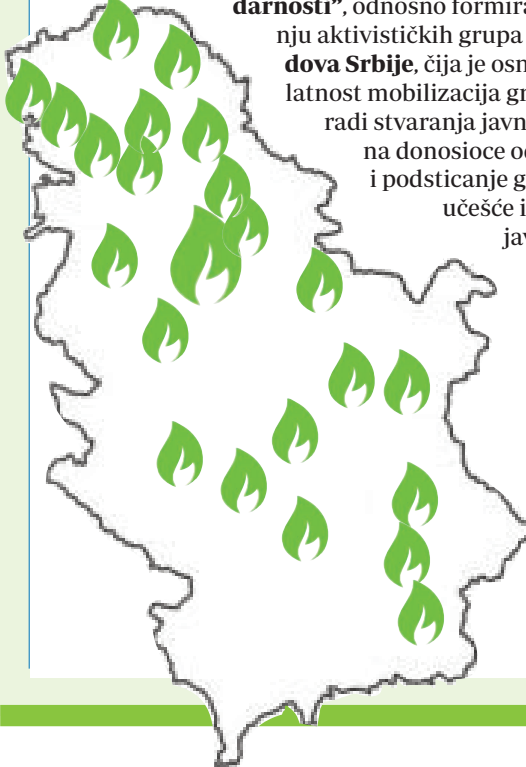 darnosti”, odnosno formira
nju aktivističkih grupa
dova Srbije, čija je osn
latnost mobilizacija gr
radi stvaranja javn
na donosioce o
i podsticanje g
učešće i
jav